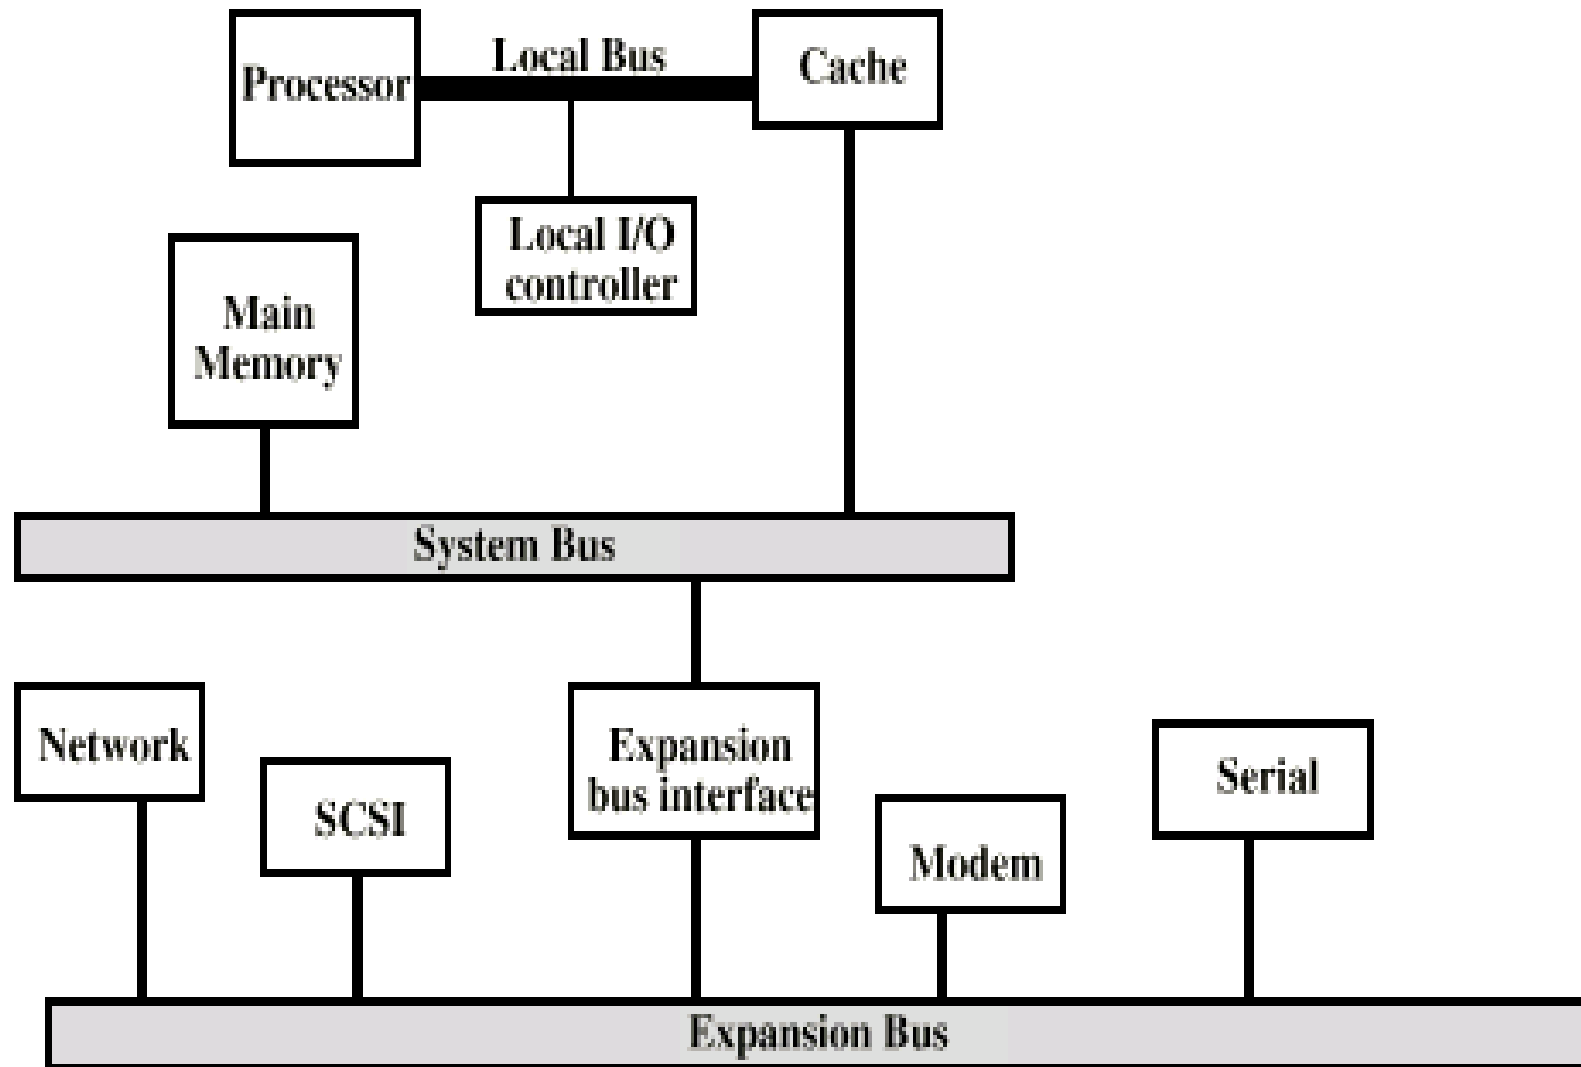 Processor
Local Bus
Cache
Local I/O
controller
Main
Memory
System Bus
Network
SCSI
Expansion
bus interface
Modem
Serial
Expansion Bus